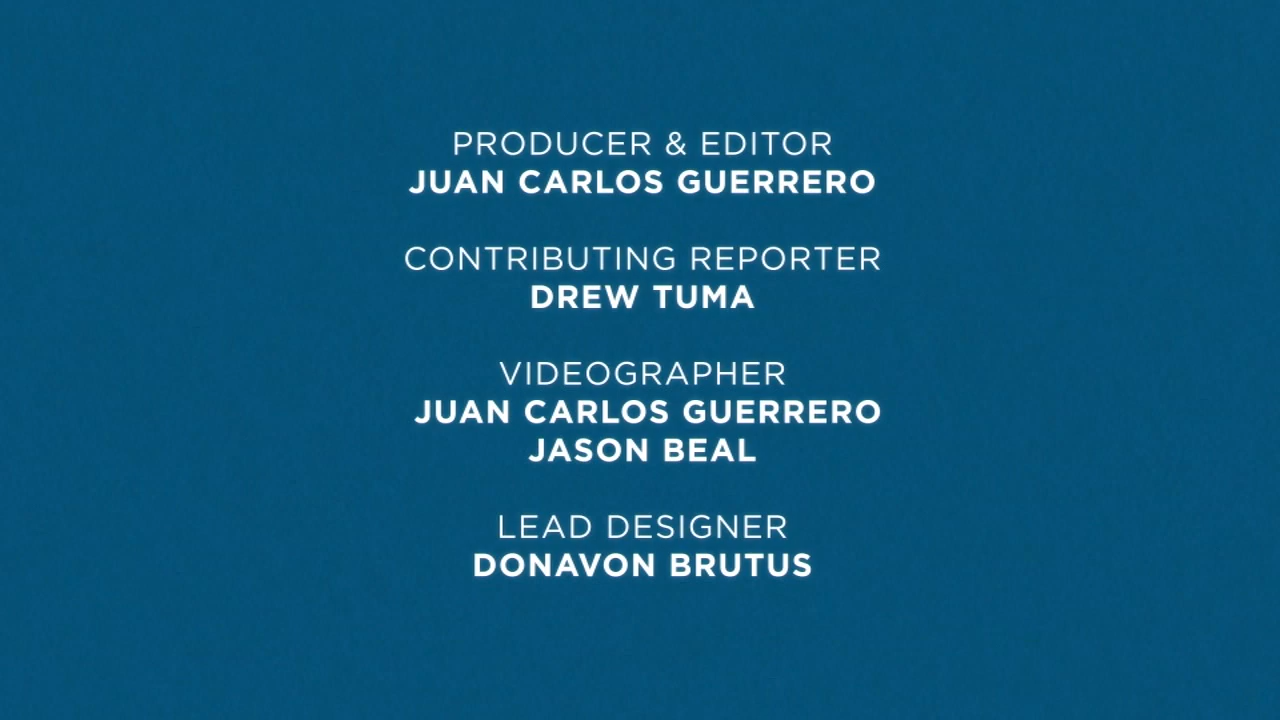 PRODUCER & EDITOR
JUAN CARLOS GUERRERO
CONTRIBUTING REPORTER
DREW TUMA
VIDEOGRAPHER
JUAN CARLOS GUERRERO
JASON BEAL
LEAD DESIGNER
DONAVON BRUTUS